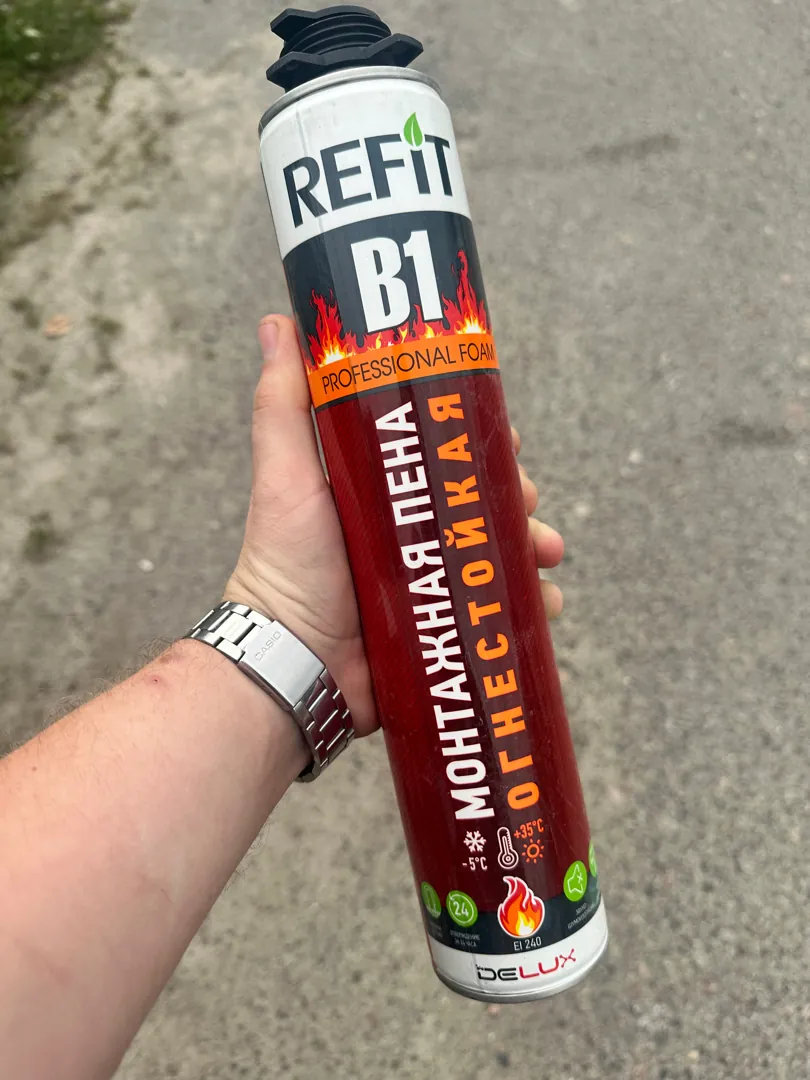 REFiT
B1
PROFESSIONAL FOAM
МОНТАЖНАЯ ПЕНА
ОГНЕСТОЙКАЯ
+35°C
-5°C
24
EI 240
DELUX
CASIO